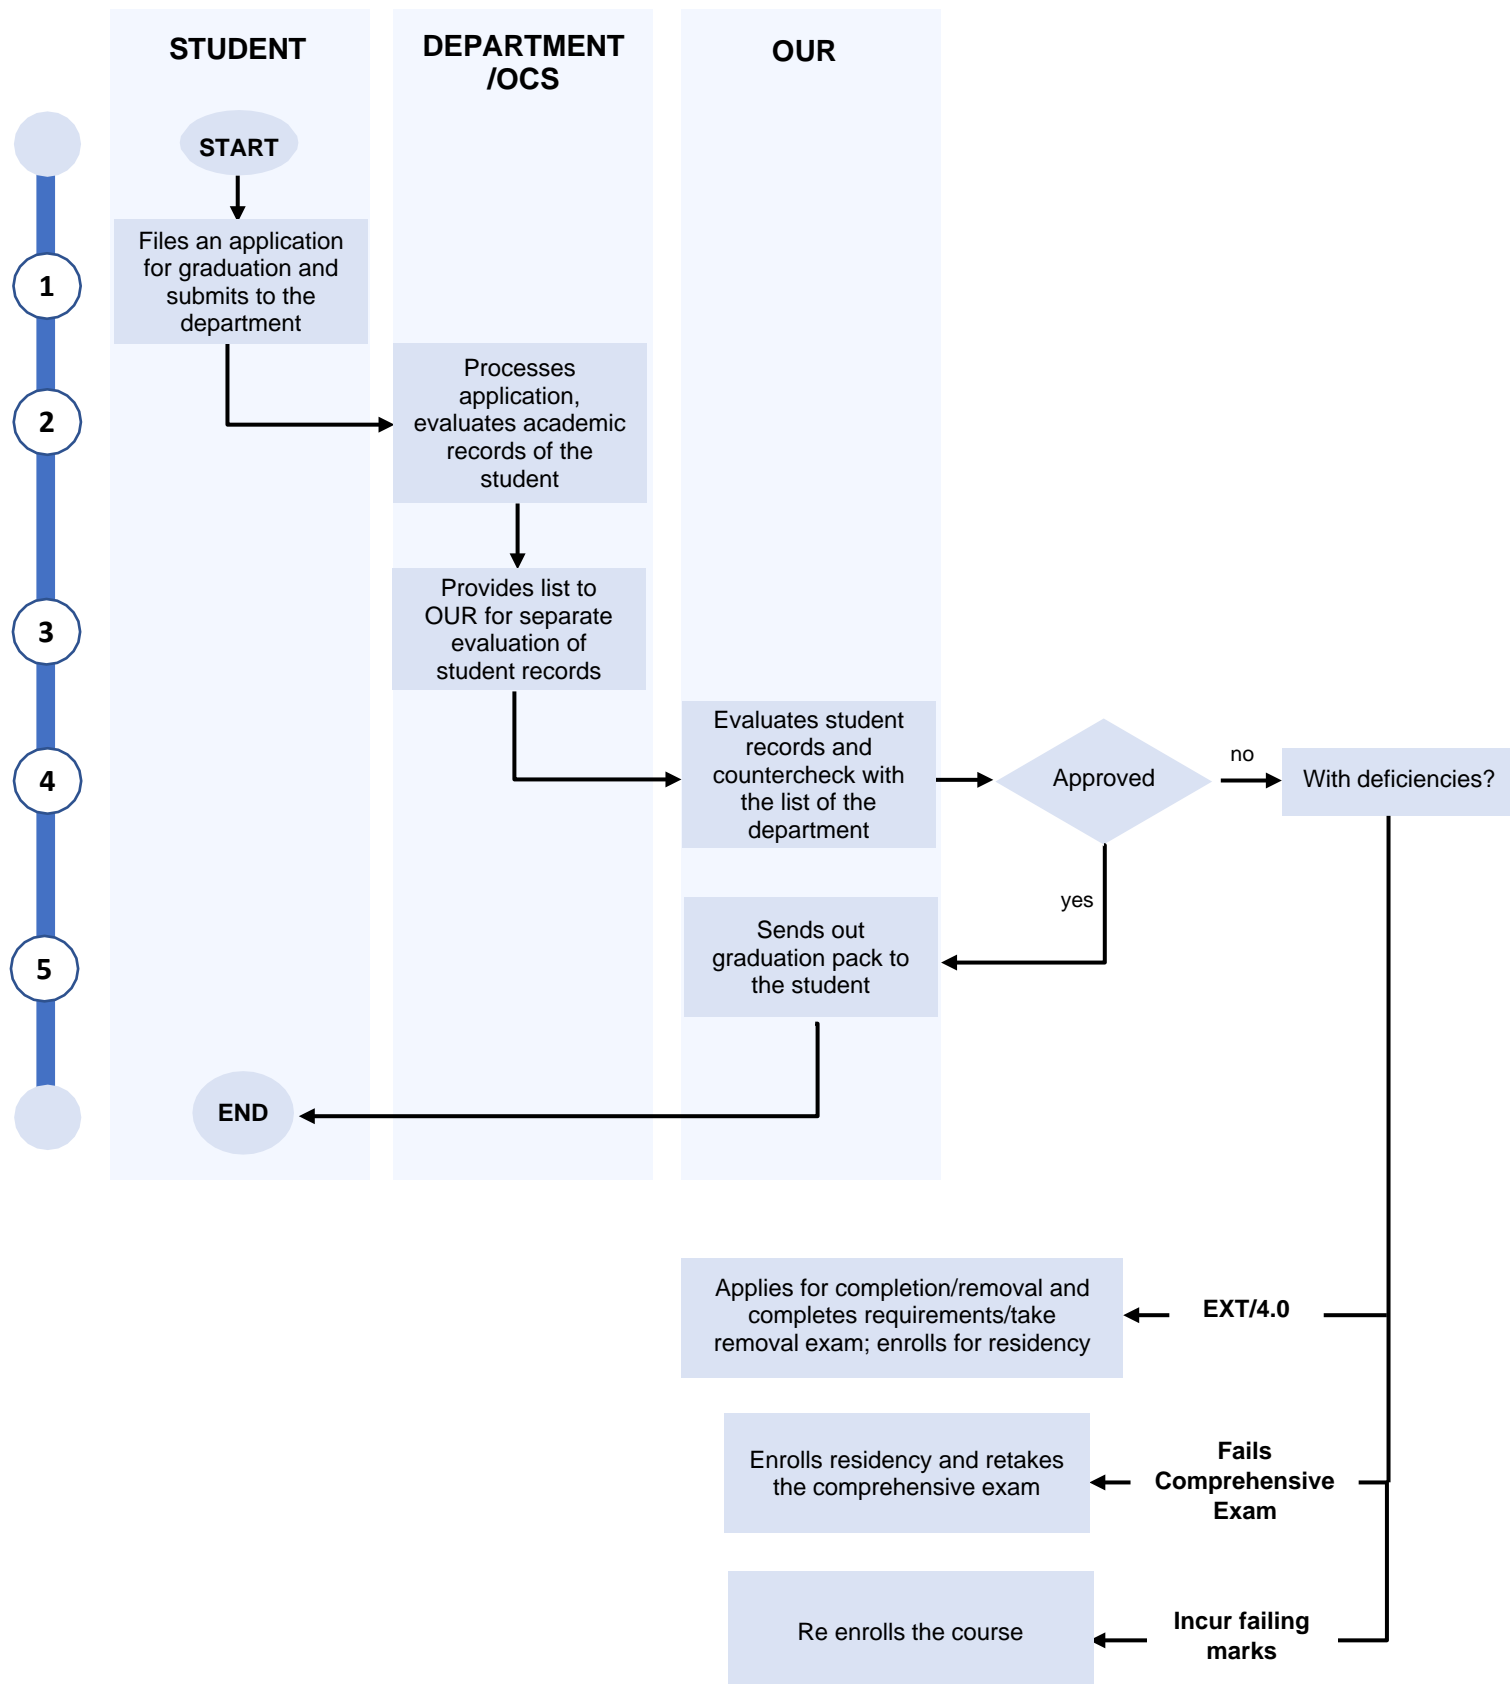 STUDENT
DEPARTMENT
/OCS
OUR
START
1
Files an application
for graduation and
submits to the
department
2
Processes
application,
evaluates academic
records of the
student
3
Provides list to
OUR for separate
evaluation of
student records
4
Evaluates student
records and
countercheck with
the list of the
department
Approved
no
With deficiencies?
yes
5
Sends out
graduation pack to
the student
END
Applies for completion/removal and
completes requirements/take
removal exam; enrolls for residency
EXT/4.0
Enrolls residency and retakes
the comprehensive exam
Fails
Comprehensive
Exam
Re enrolls the course
Incur failing
marks